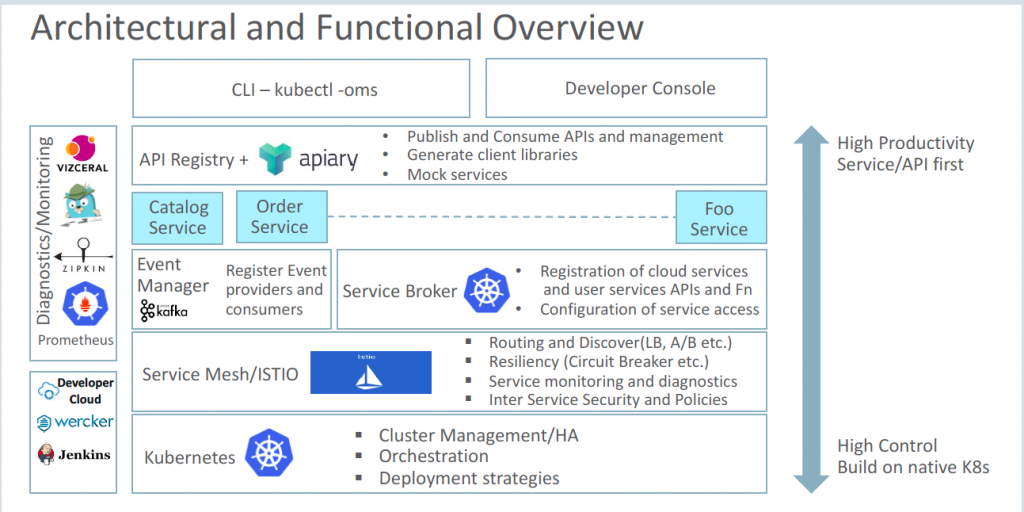 Architectural and Functional Overview
CLI – kubectl -oms
Developer Console
Diagnostics/Monitoring
VIZCERAL
ZIPKIN
Prometheus
Developer
Cloud
wercker
Jenkins
API Registry +
apiary
• Publish and Consume APIs and management
• Generate client libraries
• Mock services
Catalog
Service
Order
Service
Foo
Service
Event
Manager
kafka
Register Event
providers and
consumers
Service Broker
• Registration of cloud services
and user services APIs and Fn
• Configuration of service access
Service Mesh/ISTIO
Istio
▪ Routing and Discover(LB, A/B etc.)
▪ Resiliency (Circuit Breaker etc.)
▪ Service monitoring and diagnostics
▪ Inter Service Security and Policies
Kubernetes
▪ Cluster Management/HA
▪ Orchestration
▪ Deployment strategies
High Productivity
Service/API first
High Control
Build on native K8s